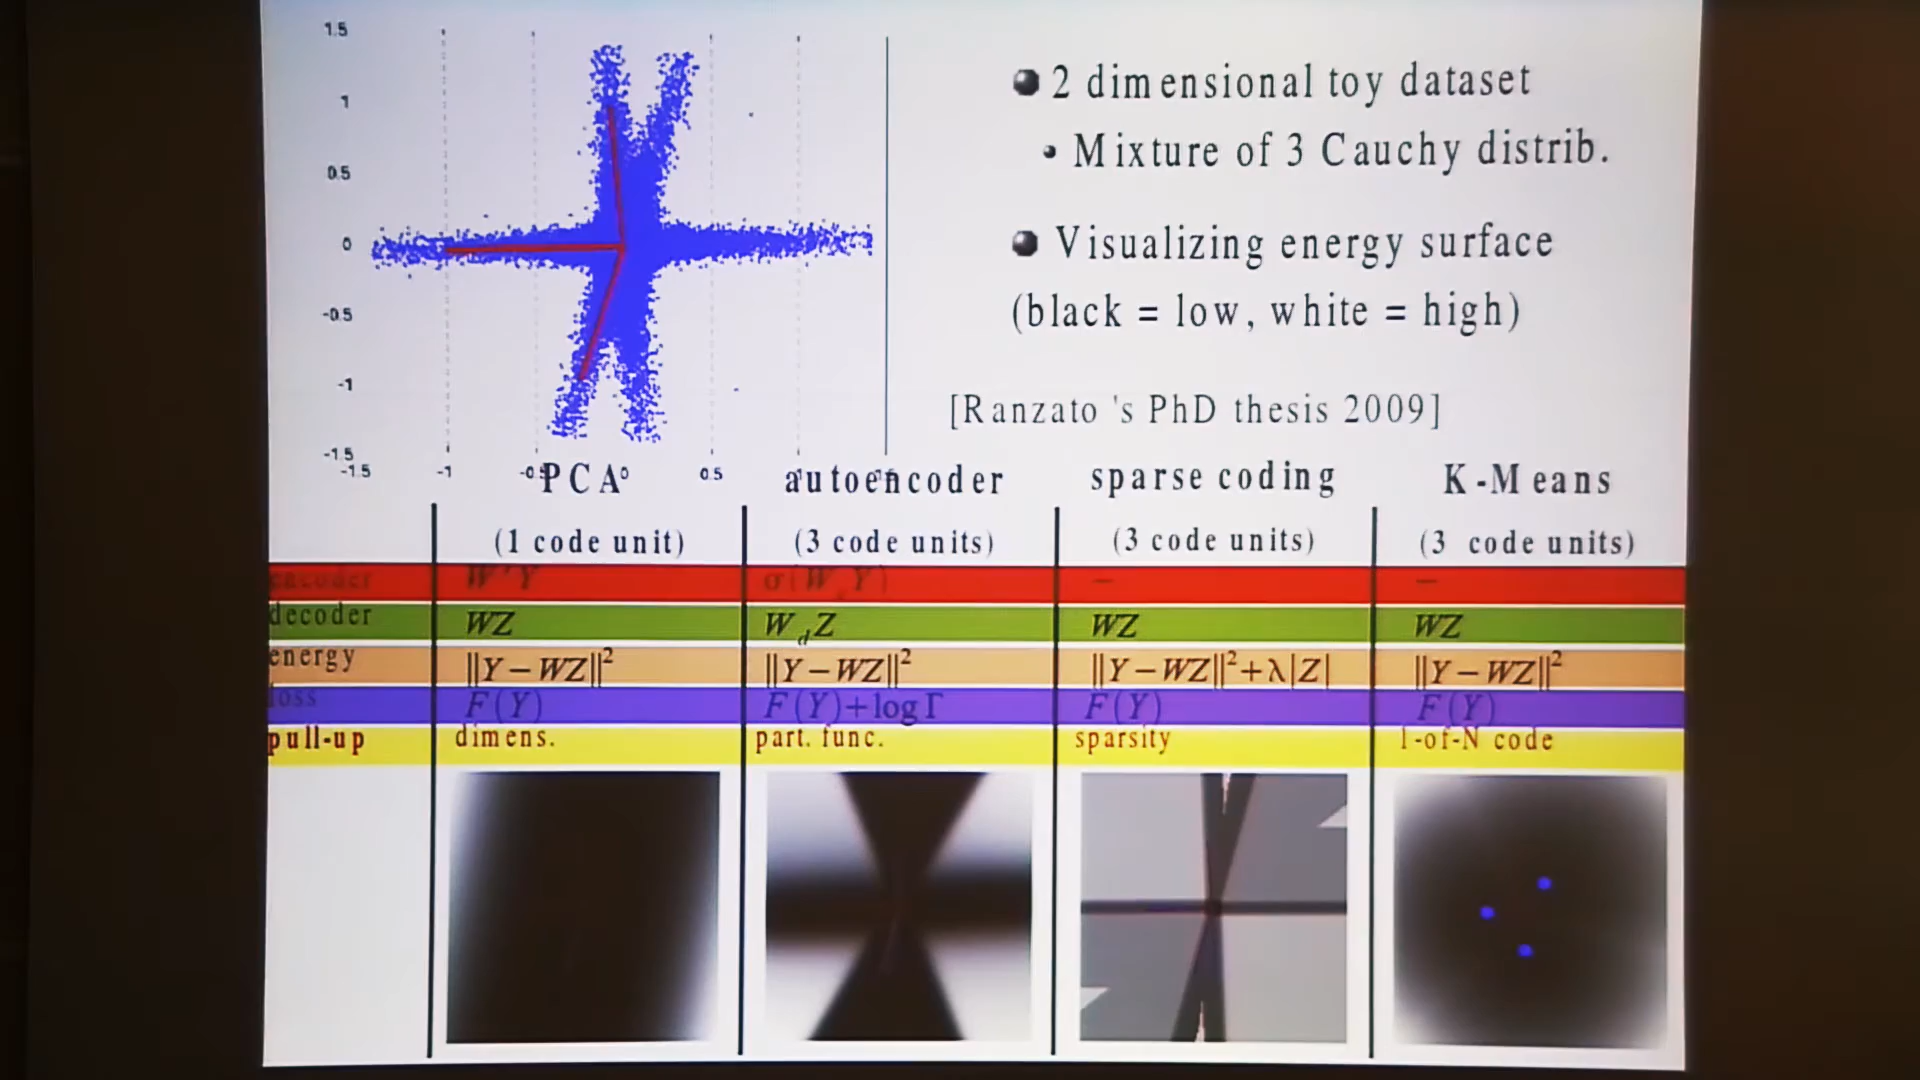 1.5
1
0.5
0
-0.5
-1
-1.5
-1.5 -1 0 0.5
2 dimensional toy dataset
Mixture of 3 Cauchy distrib.
Visualizing energy surface
(black = low, white = high)
[Ranzato 's PhD thesis 2009]
PCA autoencoder sparse coding K-Means
(1 code unit) (3 code units) (3 code units) (3 code units)
encoder W'Y – –
decoder WZ W_d Z WZ WZ
energy ||Y−WZ||² ||Y−WZ||² ||Y−WZ||²+λ|Z| ||Y−WZ||²
loss F(Y) F(Y)+log Γ F(Y) F(Y)
pull-up dimens. part. func. sparsity 1-of-N code